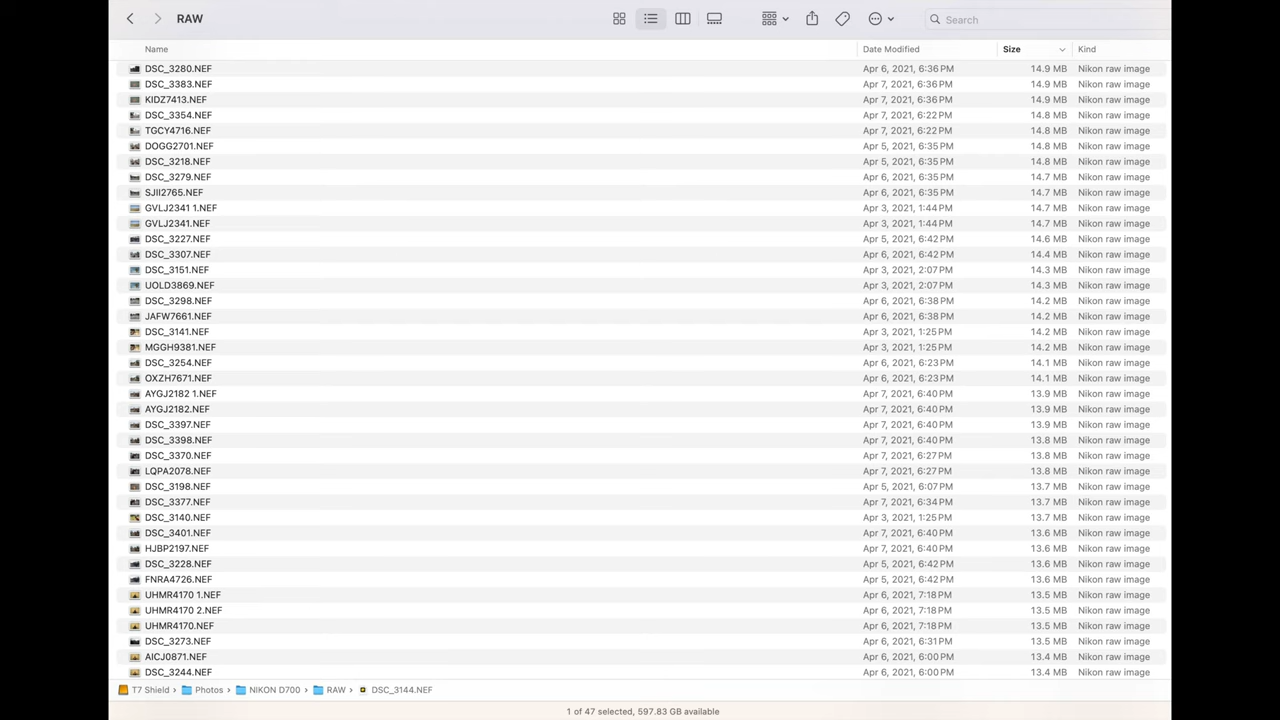 RAW
Search
Name Date Modified Size Kind
DSC_3280.NEF Apr 6, 2021, 6:36 PM 14.9 MB Nikon raw image
DSC_3383.NEF Apr 7, 2021, 6:36 PM 14.9 MB Nikon raw image
KIDZ7413.NEF Apr 7, 2021, 6:36 PM 14.9 MB Nikon raw image
DSC_3354.NEF Apr 7, 2021, 6:22 PM 14.8 MB Nikon raw image
TGCY4716.NEF Apr 7, 2021, 6:22 PM 14.8 MB Nikon raw image
DOGG2701.NEF Apr 5, 2021, 6:35 PM 14.8 MB Nikon raw image
DSC_3218.NEF Apr 5, 2021, 6:35 PM 14.8 MB Nikon raw image
DSC_3279.NEF Apr 6, 2021, 6:35 PM 14.7 MB Nikon raw image
SJII2765.NEF Apr 6, 2021, 6:35 PM 14.7 MB Nikon raw image
GVLJ2341 1.NEF Apr 3, 2021, 1:44 PM 14.7 MB Nikon raw image
GVLJ2341.NEF Apr 3, 2021, 1:44 PM 14.7 MB Nikon raw image
DSC_3227.NEF Apr 5, 2021, 6:42 PM 14.6 MB Nikon raw image
DSC_3307.NEF Apr 6, 2021, 6:42 PM 14.4 MB Nikon raw image
DSC_3151.NEF Apr 3, 2021, 2:07 PM 14.3 MB Nikon raw image
UOLD3869.NEF Apr 3, 2021, 2:07 PM 14.3 MB Nikon raw image
DSC_3298.NEF Apr 6, 2021, 6:38 PM 14.2 MB Nikon raw image
JAFW7661.NEF Apr 6, 2021, 6:38 PM 14.2 MB Nikon raw image
DSC_3141.NEF Apr 3, 2021, 1:25 PM 14.2 MB Nikon raw image
MGGH9381.NEF Apr 3, 2021, 1:25 PM 14.2 MB Nikon raw image
DSC_3254.NEF Apr 6, 2021, 6:23 PM 14.1 MB Nikon raw image
OXZH7671.NEF Apr 6, 2021, 6:23 PM 14.1 MB Nikon raw image
AYGJ2182 1.NEF Apr 7, 2021, 6:40 PM 13.9 MB Nikon raw image
AYGJ2182.NEF Apr 7, 2021, 6:40 PM 13.9 MB Nikon raw image
DSC_3397.NEF Apr 7, 2021, 6:40 PM 13.9 MB Nikon raw image
DSC_3398.NEF Apr 7, 2021, 6:40 PM 13.8 MB Nikon raw image
DSC_3370.NEF Apr 7, 2021, 6:27 PM 13.8 MB Nikon raw image
LQPA2078.NEF Apr 7, 2021, 6:27 PM 13.8 MB Nikon raw image
DSC_3198.NEF Apr 5, 2021, 6:07 PM 13.7 MB Nikon raw image
DSC_3377.NEF Apr 7, 2021, 6:34 PM 13.7 MB Nikon raw image
DSC_3140.NEF Apr 3, 2021, 1:25 PM 13.7 MB Nikon raw image
DSC_3401.NEF Apr 7, 2021, 6:40 PM 13.6 MB Nikon raw image
HJBP2197.NEF Apr 7, 2021, 6:40 PM 13.6 MB Nikon raw image
DSC_3228.NEF Apr 5, 2021, 6:42 PM 13.6 MB Nikon raw image
FNRA4726.NEF Apr 5, 2021, 6:42 PM 13.6 MB Nikon raw image
UHMR4170 1.NEF Apr 6, 2021, 7:18 PM 13.5 MB Nikon raw image
UHMR4170 2.NEF Apr 6, 2021, 7:18 PM 13.5 MB Nikon raw image
UHMR4170.NEF Apr 6, 2021, 7:18 PM 13.5 MB Nikon raw image
DSC_3273.NEF Apr 6, 2021, 6:31 PM 13.5 MB Nikon raw image
AICJ0871.NEF Apr 6, 2021, 6:00 PM 13.4 MB Nikon raw image
DSC_3244.NEF Apr 6, 2021, 6:00 PM 13.4 MB Nikon raw image
T7 Shield › Photos › NIKON D700 › RAW › DSC_3144.NEF
1 of 47 selected, 597.83 GB available